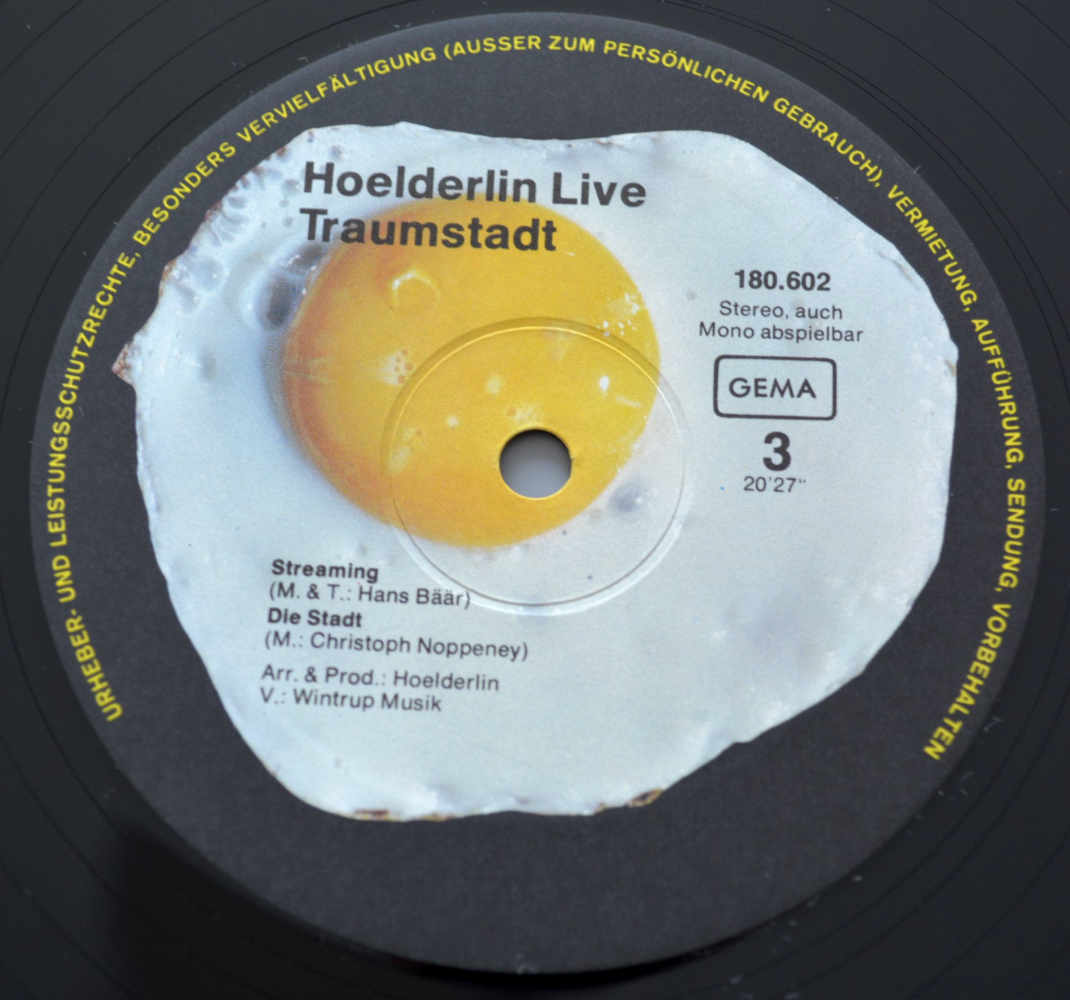 URHEBER- UND LEISTUNGSSCHUTZRECHTE, BESONDERS VERVIELFÄLTIGUNG (AUSSER ZUM PERSÖNLICHEN GEBRAUCH), VERMIETUNG, AUFFÜHRUNG, SENDUNG, VORBEHALTEN
Hoelderlin Live
Traumstadt
180.602
Stereo, auch
Mono abspielbar
GEMA
3
20'27"
Streaming
(M. & T.: Hans Bäär)
Die Stadt
(M.: Christoph Noppeney)
Arr. & Prod.: Hoelderlin
V.: Wintrup Musik